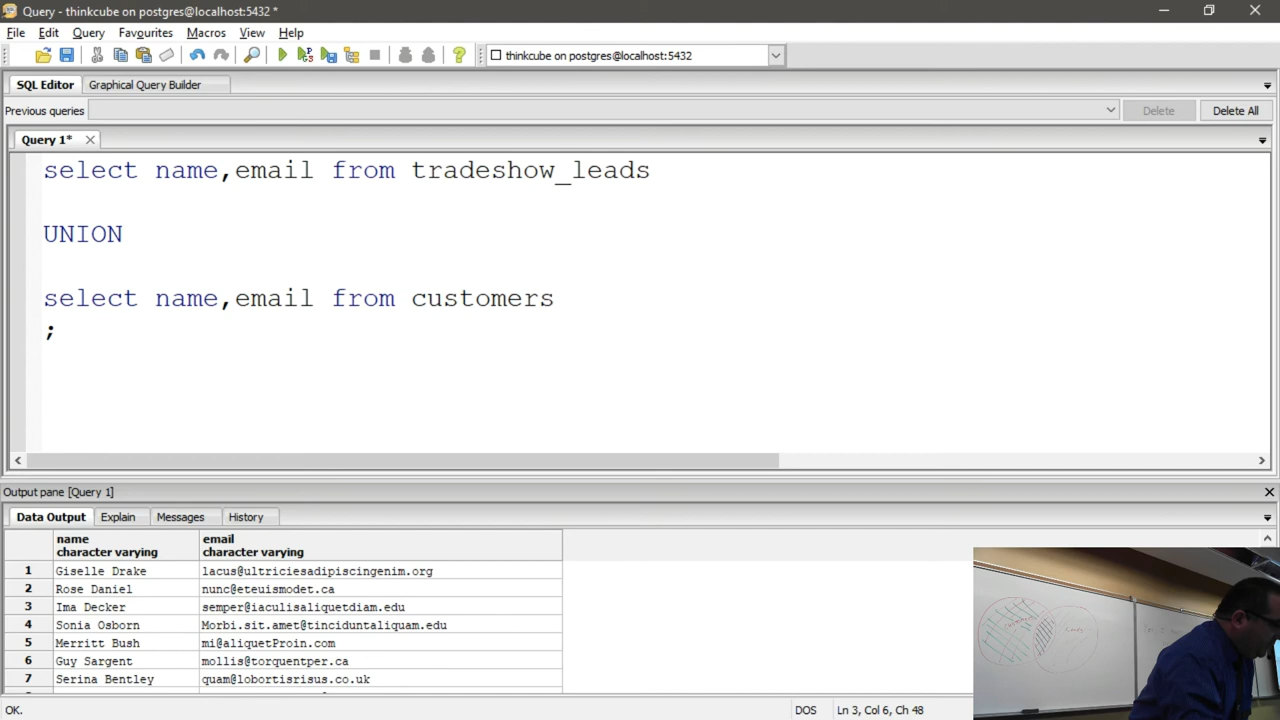 Query - thinkcube on postgres@localhost:5432 *
File Edit Query Favourites Macros View Help
thinkcube on postgres@localhost:5432
SQL Editor Graphical Query Builder
Previous queries Delete Delete All
Query 1*
select name,email from tradeshow_leads
UNION
select name,email from customers
;
Output pane [Query 1]
Data Output Explain Messages History
name email
character varying character varying
1 Giselle Drake lacus@ultriciesadipiscingenim.org
2 Rose Daniel nunc@eteuismodet.ca
3 Ima Decker semper@iaculisaliquetdiam.edu
4 Sonia Osborn Morbi.sit.amet@tinciduntaliquam.edu
5 Merritt Bush mi@aliquetProin.com
6 Guy Sargent mollis@torquentper.ca
7 Serina Bentley quam@lobortisrisus.co.uk
OK. DOS Ln 3, Col 6, Ch 48